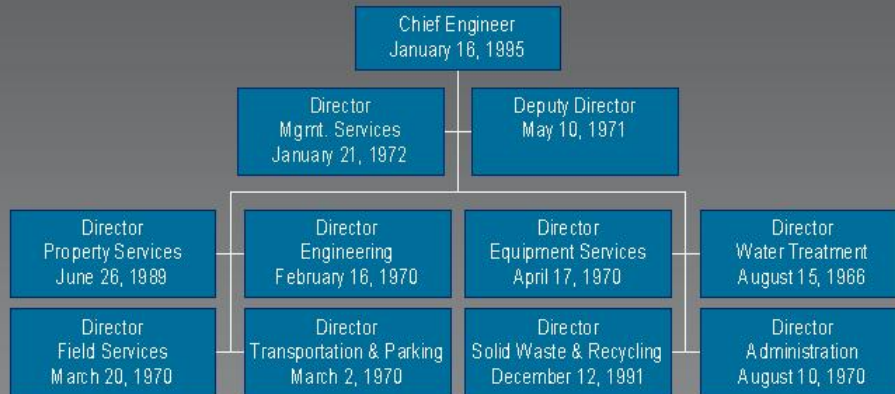 Chief Engineer
January 16, 1995
Director
Mgmt. Services
January 21, 1972
Deputy Director
May 10, 1971
Director
Property Services
June 26, 1989
Director
Engineering
February 16, 1970
Director
Equipment Services
April 17, 1970
Director
Water Treatment
August 15, 1966
Director
Field Services
March 20, 1970
Director
Transportation & Parking
March 2, 1970
Director
Solid Waste & Recycling
December 12, 1991
Director
Administration
August 10, 1970